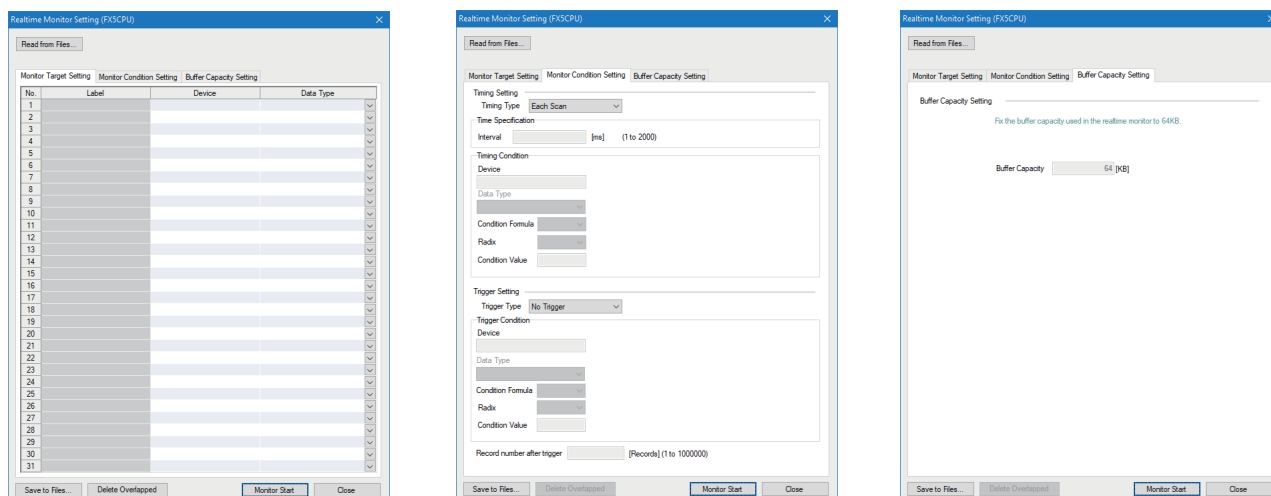 Realtime Monitor Setting (FX5CPU)
Read from Files...
Monitor Target Setting Monitor Condition Setting Buffer Capacity Setting
No. Label Device Data Type
1
2
3
4
5
6
7
8
9
10
11
12
13
14
15
16
17
18
19
20
21
22
23
24
25
26
27
28
29
30
31
Save to Files... Delete Overlapped Monitor Start Close
Realtime Monitor Setting (FX5CPU)
Read from Files...
Monitor Target Setting Monitor Condition Setting Buffer Capacity Setting
Timing Setting
Timing Type Each Scan
Time Specification
Interval [ms] (1 to 2000)
Timing Condition
Device
Data Type
Condition Formula
Radix
Condition Value
Trigger Setting
Trigger Type No Trigger
Trigger Condition
Device
Data Type
Condition Formula
Radix
Condition Value
Record number after trigger [Records] (1 to 1000000)
Save to Files... Delete Overlapped Monitor Start Close
Realtime Monitor Setting (FX5CPU)
Read from Files...
Monitor Target Setting Monitor Condition Setting Buffer Capacity Setting
Buffer Capacity Setting
Fix the buffer capacity used in the realtime monitor to 64KB.
Buffer Capacity 64 [KB]
Save to Files... Delete Overlapped Monitor Start Close